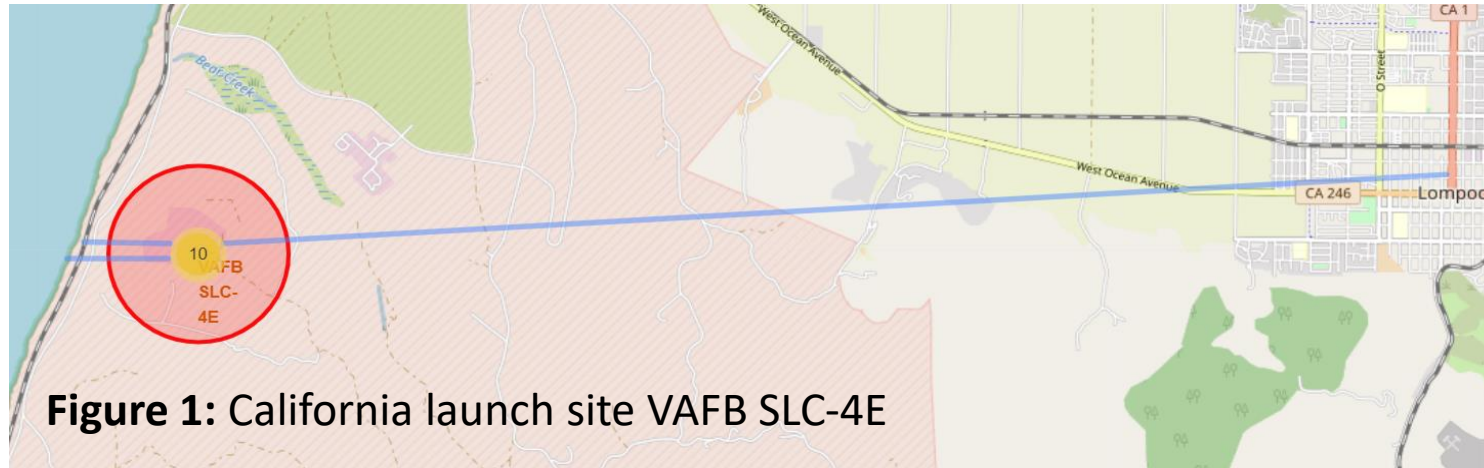 CA 1
West Ocean Avenue
O Street
Bear Creek
West Ocean Avenue
CA 246
Lompoc
10
VAFB
SLC-
4E
Figure 1: California launch site VAFB SLC-4E